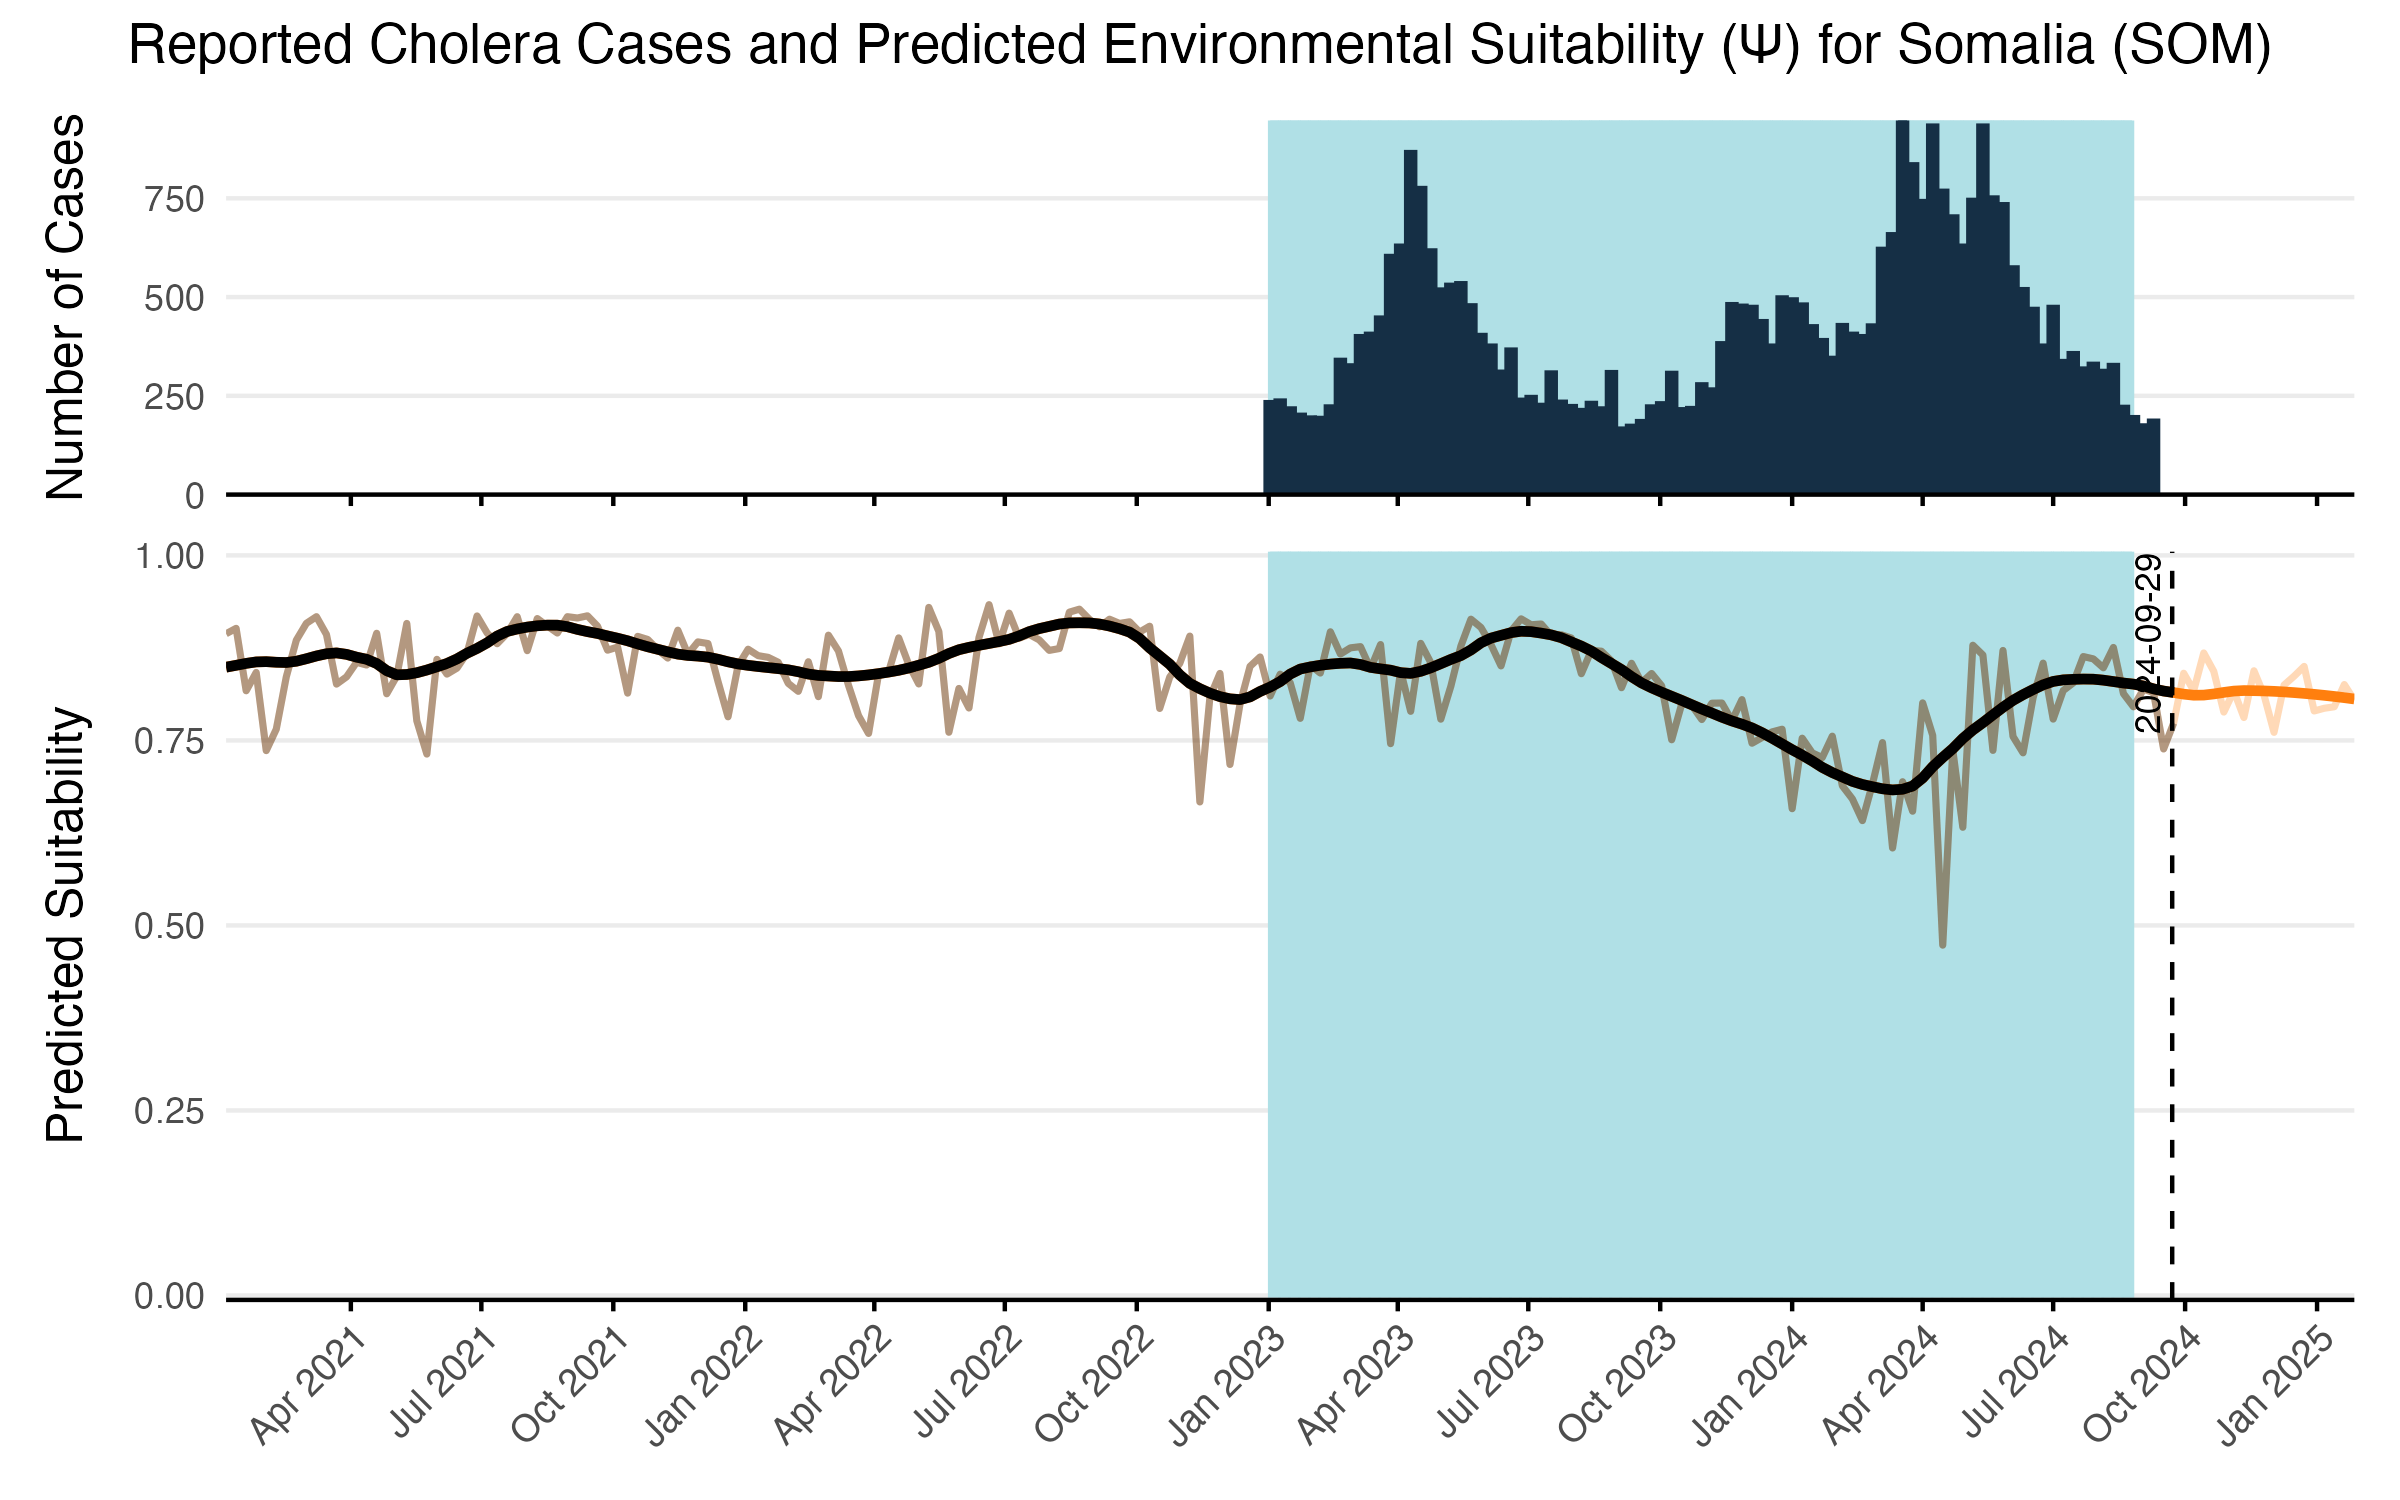 Reported Cholera Cases and Predicted Environmental Suitability (Ψ) for Somalia (SOM)
Number of Cases
750
500
250
0
Predicted Suitability
1.00
0.75
0.50
0.25
0.00
2024-09-29
Apr 2021
Jul 2021
Oct 2021
Jan 2022
Apr 2022
Jul 2022
Oct 2022
Jan 2023
Apr 2023
Jul 2023
Oct 2023
Jan 2024
Apr 2024
Jul 2024
Oct 2024
Jan 2025